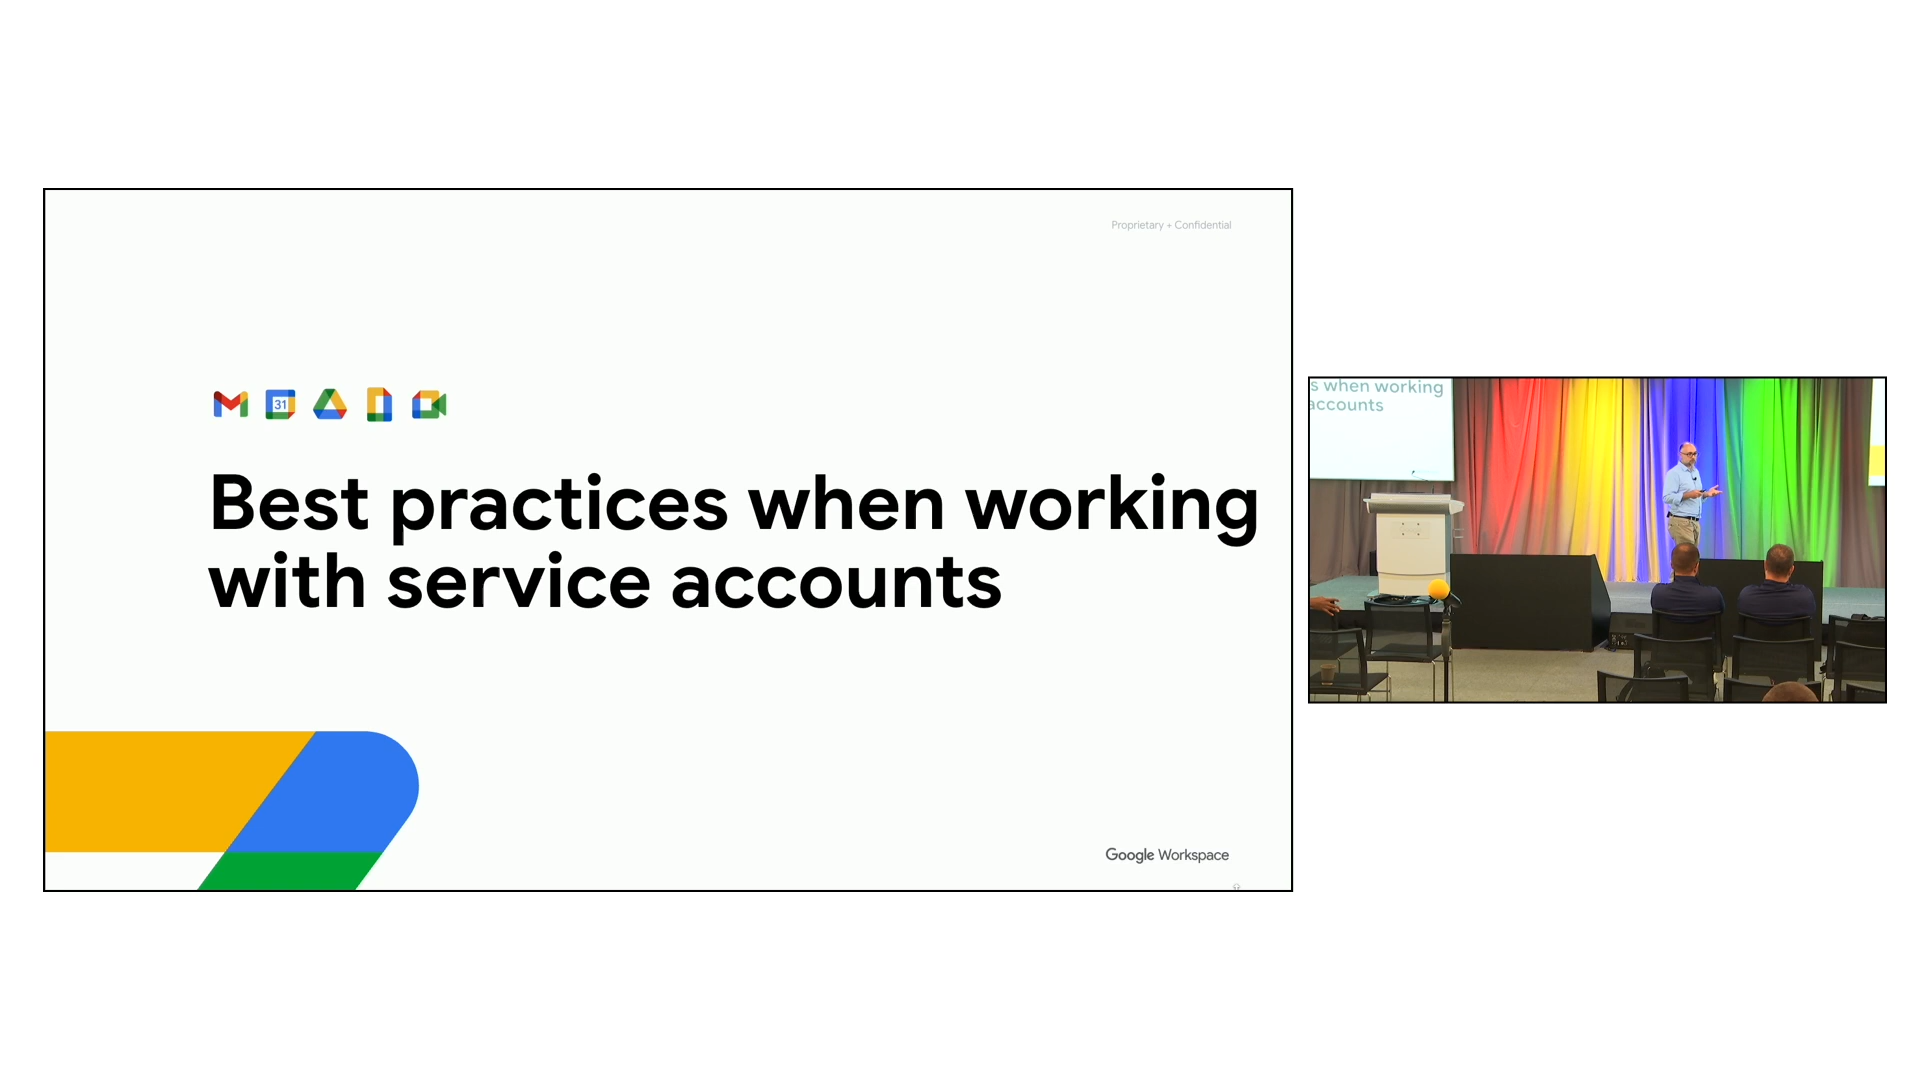 Proprietary + Confidential
31
Best practices when working
with service accounts
Google Workspace
s when working
accounts